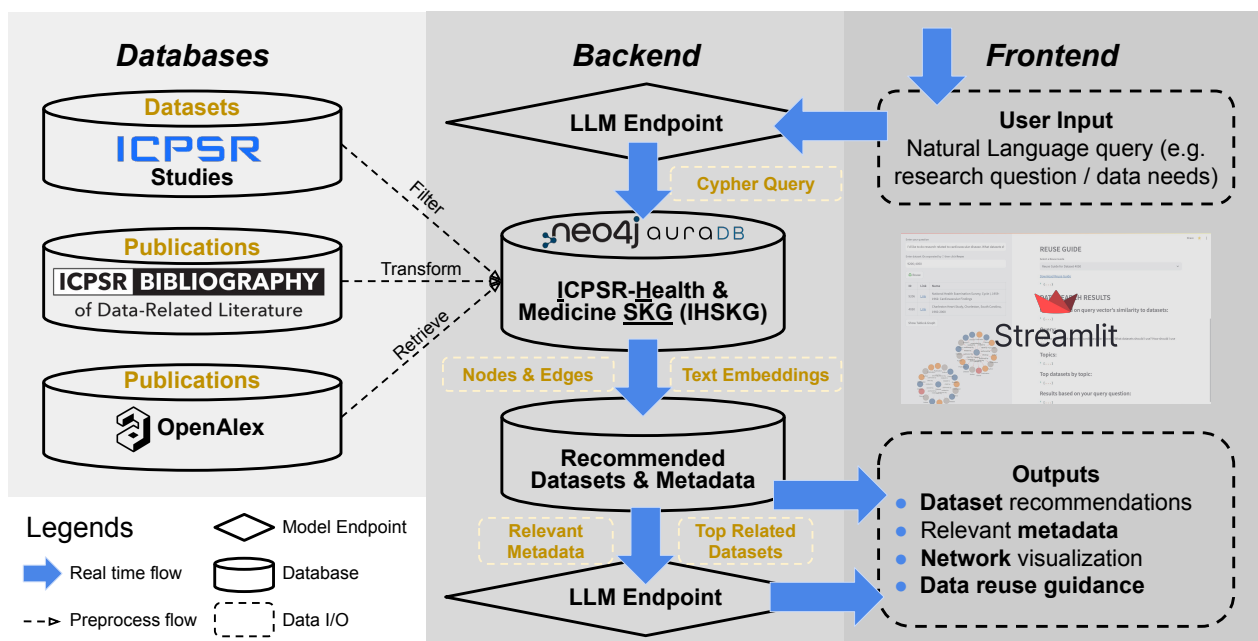 Databases
Datasets
ICPSR
Studies
Publications
ICPSR BIBLIOGRAPHY
of Data-Related Literature
Publications
OpenAlex
Filter
Transform
Retrieve
Legends
Real time flow
Preprocess flow
Model Endpoint
Database
Data I/O
Backend
LLM Endpoint
Cypher Query
neo4j auraDB
ICPSR-Health &
Medicine SKG (IHSKG)
Nodes & Edges
Text Embeddings
Recommended
Datasets & Metadata
Relevant
Metadata
Top Related
Datasets
LLM Endpoint
Frontend
User Input
Natural Language query (e.g.
research question / data needs)
REUSE GUIDE
Streamlit
Topics:
Top datasets by topic:
Results based on your query question:
Outputs
Dataset recommendations
Relevant metadata
Network visualization
Data reuse guidance